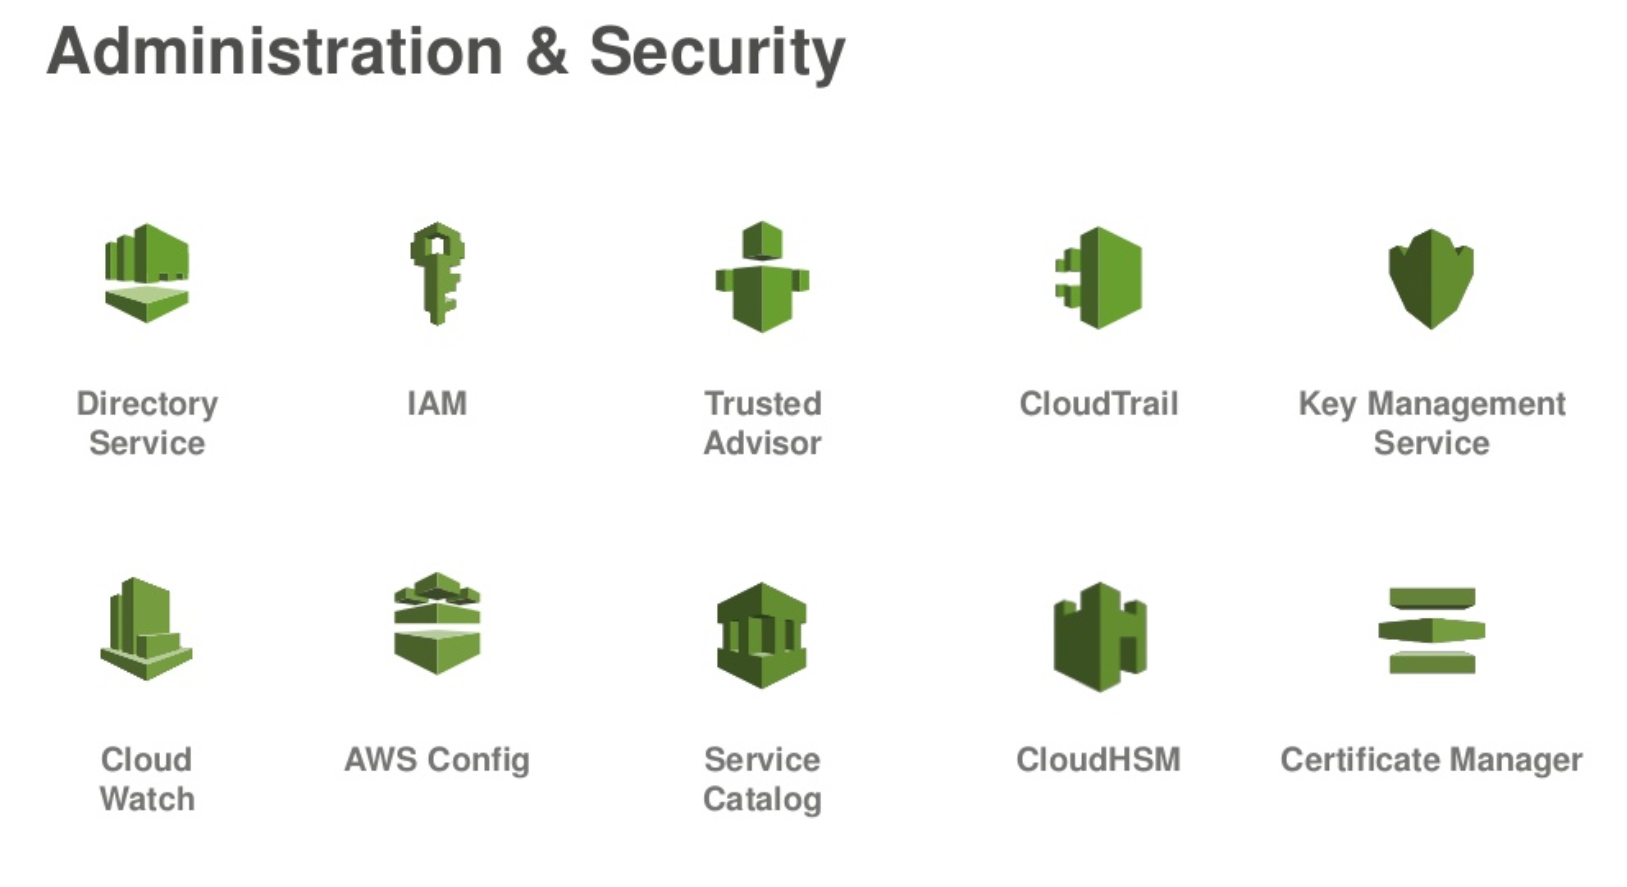 Administration & Security
Directory
Service
IAM
Trusted
Advisor
CloudTrail
Key Management
Service
Cloud
Watch
AWS Config
Service
Catalog
CloudHSM
Certificate Manager